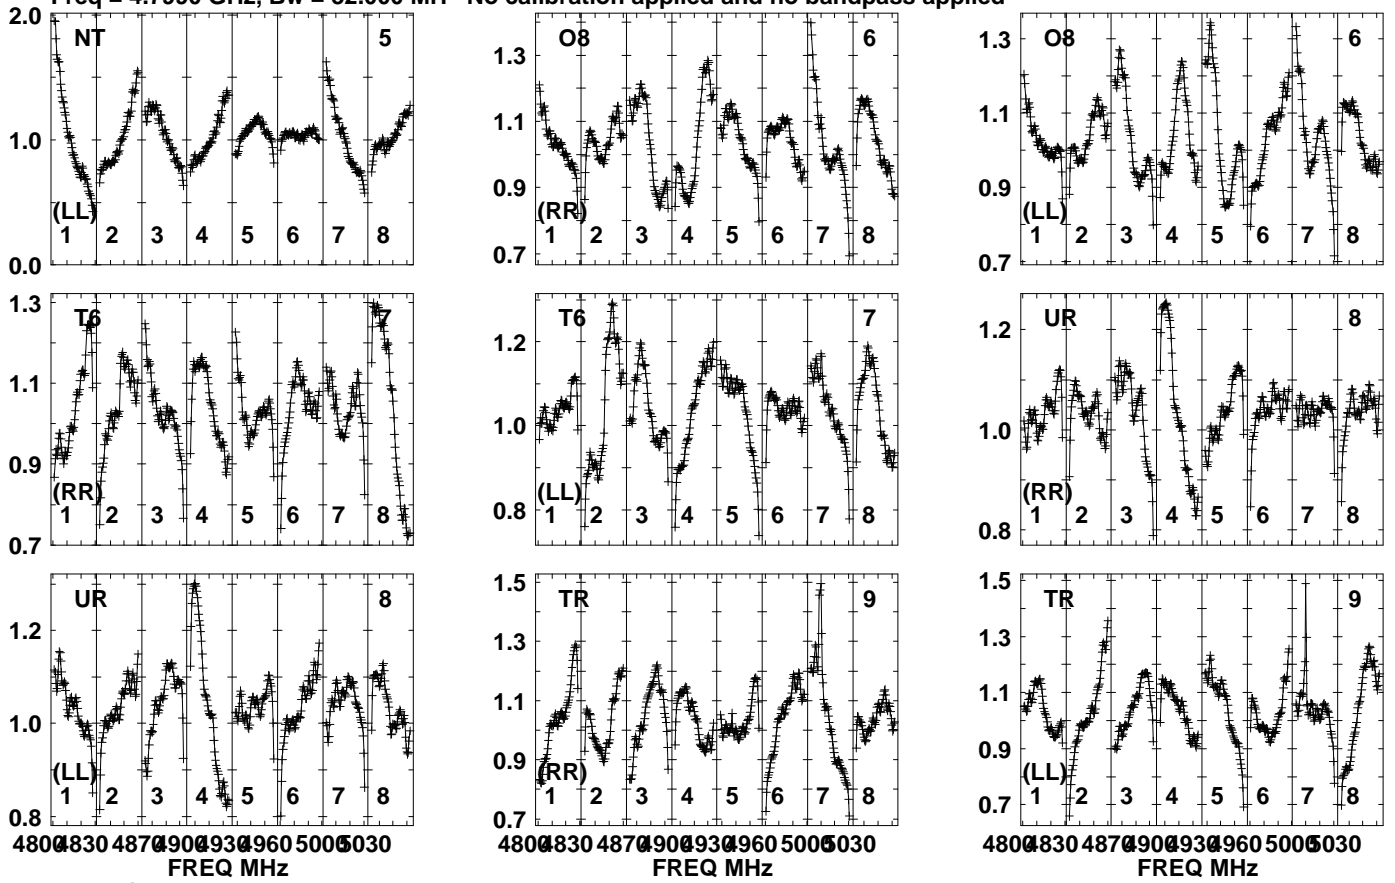 Freq = 4.7990 GHz, Bw = 32.000 MH No calibration applied and no bandpass applied
2.0 NT 5
1.0
(LL)
1 2 3 4 5 6 7 8
0.0
O8 6
1.3
1.1
0.9
(RR)
0.7
1 2 3 4 5 6 7 8
O8 6
1.3
1.1
0.9
(LL)
0.7
1 2 3 4 5 6 7 8
1.3 T6 7
1.1
0.9
(RR)
1 2 3 4 5 6 7 8
0.7
T6 7
1.2
1.0
0.8
(LL)
1 2 3 4 5 6 7 8
UR 8
1.2
1.0
0.8
(RR)
1 2 3 4 5 6 7 8
UR 8
1.2
1.0
(LL)
1 2 3 4 5 6 7 8
0.8
4800 4830 4870 4900 4930 4960 5000 5030
FREQ MHz
1.5 TR 9
1.3
1.1
0.9
(RR)
1 2 3 4 5 6 7 8
0.7
4800 4830 4870 4900 4930 4960 5000 5030
FREQ MHz
1.5 TR 9
1.3
1.1
0.9
(LL)
1 2 3 4 5 6 7 8
0.7
4800 4830 4870 4900 4930 4960 5000 5030
FREQ MHz